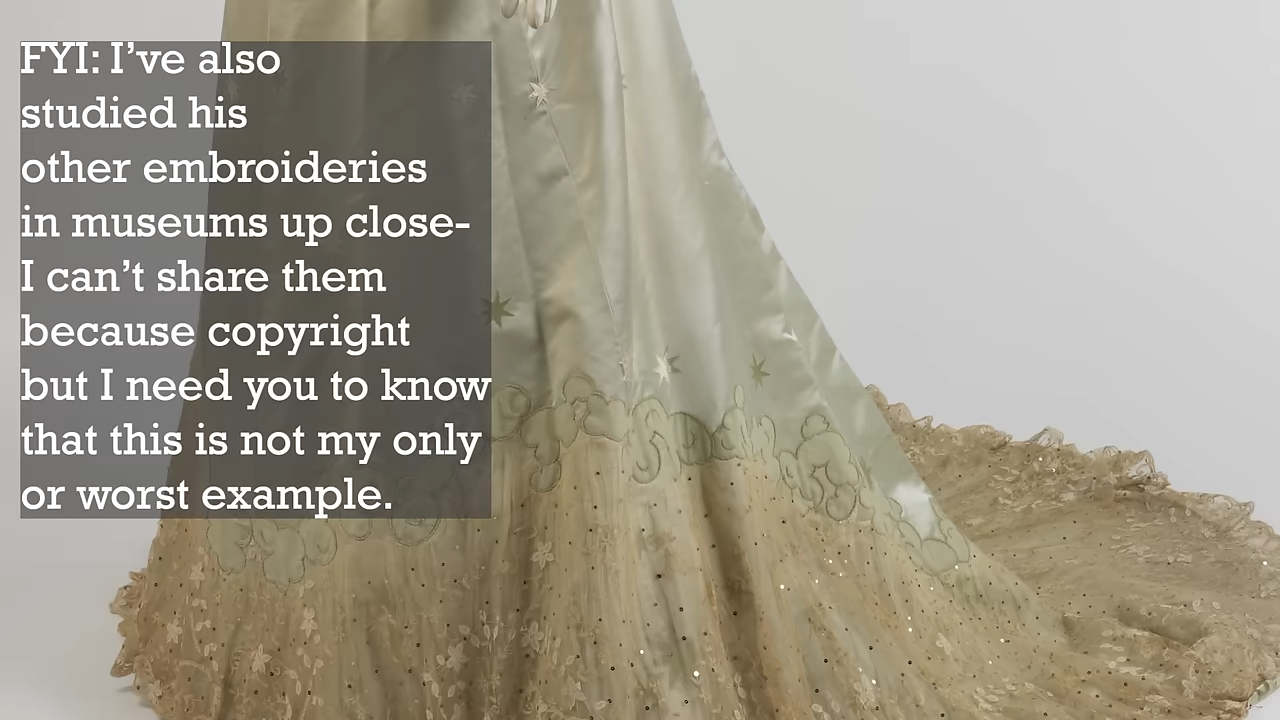 FYI: I’ve also
studied his
other embroideries
in museums up close-
I can’t share them
because copyright
but I need you to know
that this is not my only
or worst example.